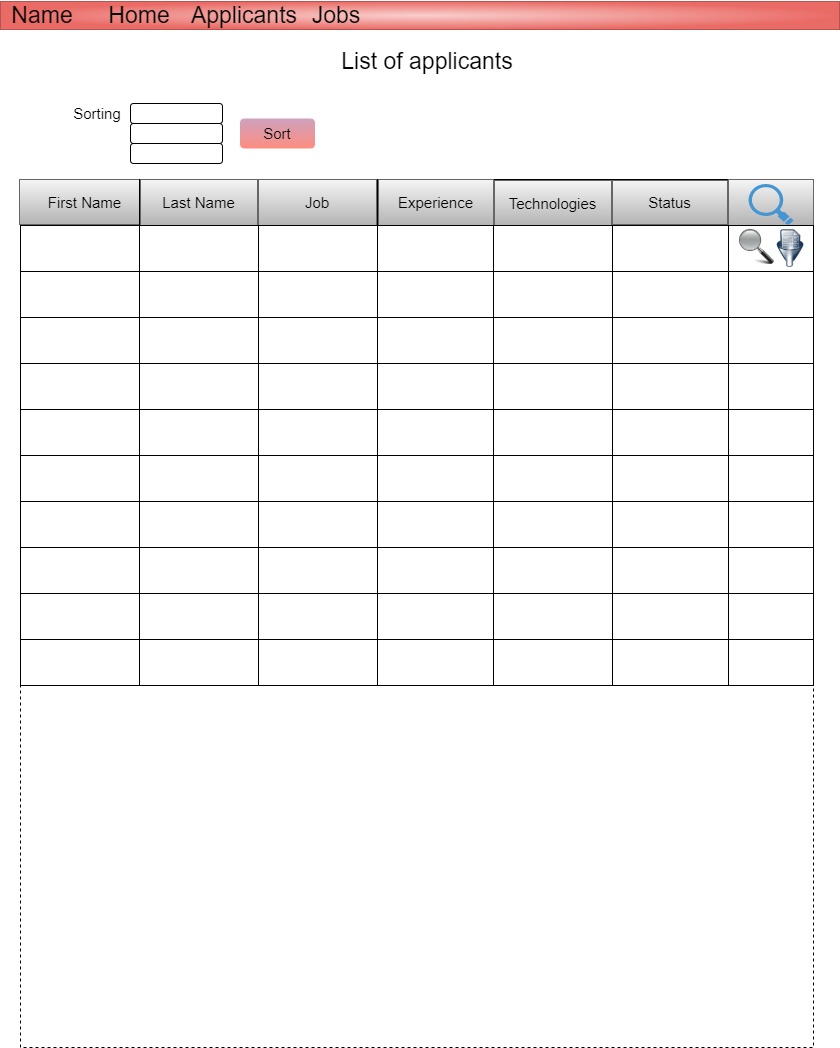 Name Home Applicants Jobs
List of applicants
Sorting
Sort
First Name Last Name Job Experience Technologies Status